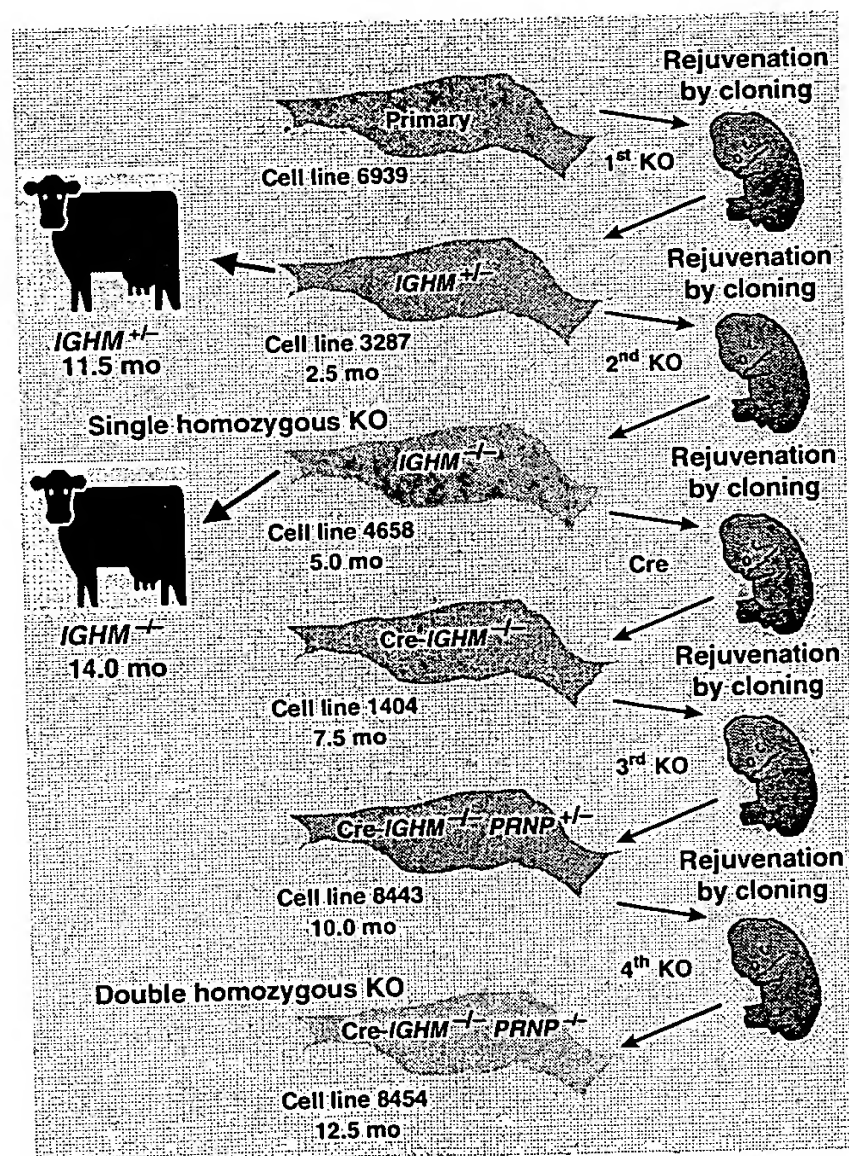 Rejuvenation
by cloning
Primary
1st KO
Cell line 6939
Rejuvenation
by cloning
IGHM+/–
IGHM+/–
11.5 mo
Cell line 3287
2.5 mo
2nd KO
Single homozygous KO
IGHM–/–
Rejuvenation
by cloning
Cell line 4658
5.0 mo
Cre
IGHM–/–
14.0 mo
Cre-IGHM–/–
Rejuvenation
by cloning
Cell line 1404
7.5 mo
3rd KO
Cre-IGHM–/– PRNP+/–
Rejuvenation
by cloning
Cell line 8443
10.0 mo
4th KO
Double homozygous KO
Cre-IGHM–/– PRNP–/–
Cell line 8454
12.5 mo